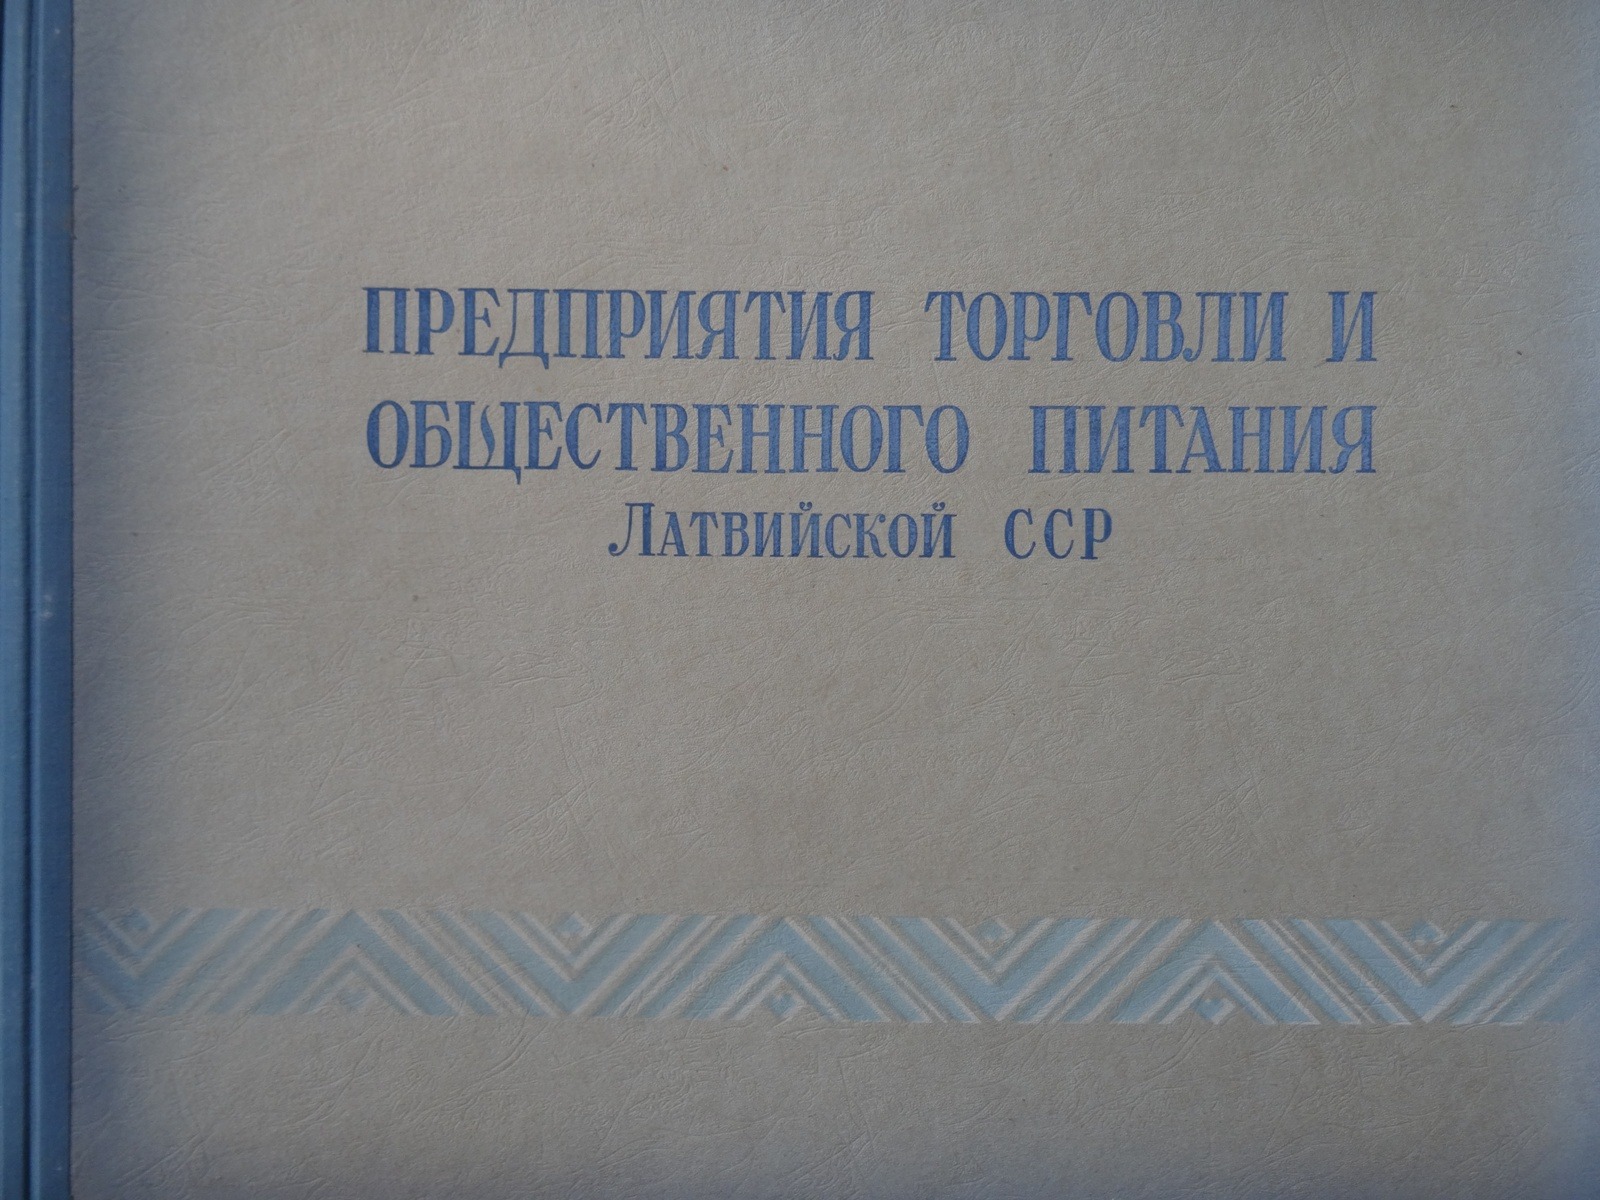 ПРЕДПРИЯТИЯ ТОРГОВЛИ И
ОБЩЕСТВЕННОГО ПИТАНИЯ
ЛАТВИЙСКОЙ ССР